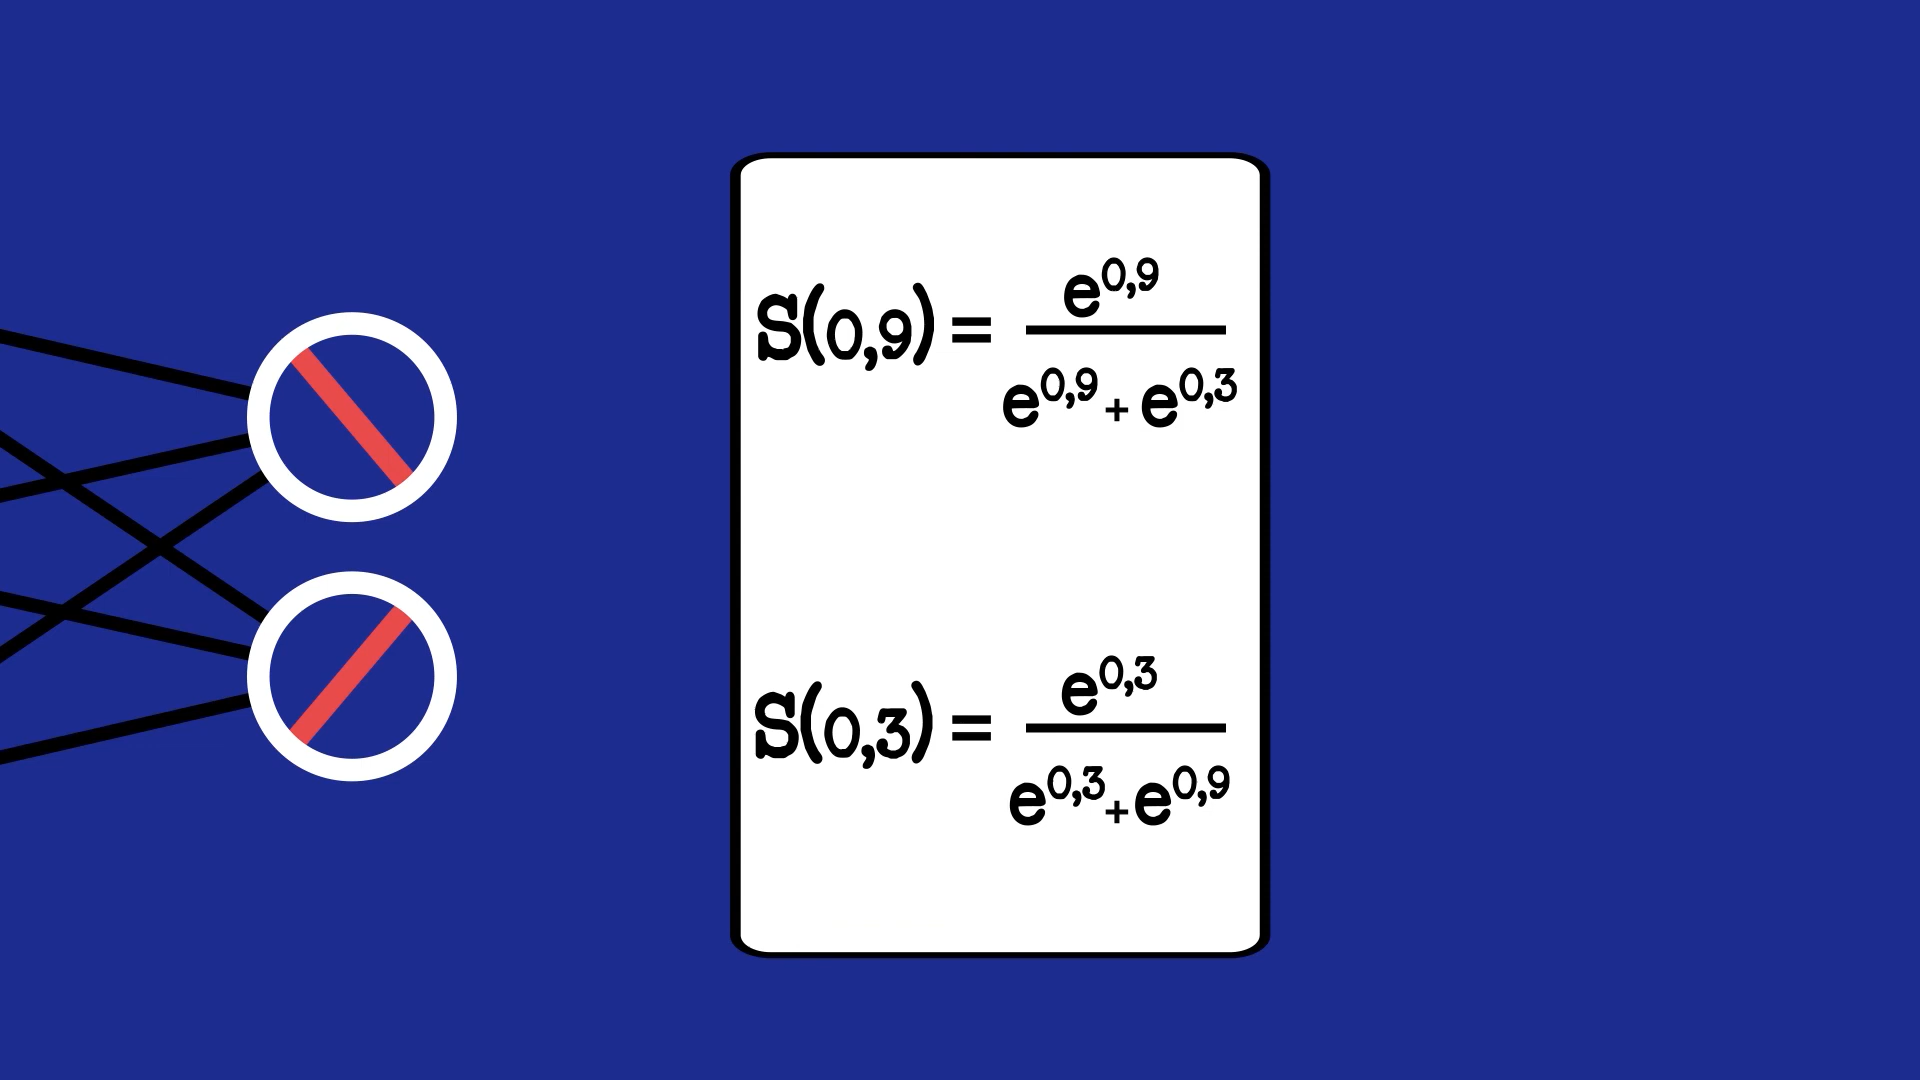 S(0,9) = e^0,9 / e^0,9 + e^0,3
S(0,3) = e^0,3 / e^0,3 + e^0,9